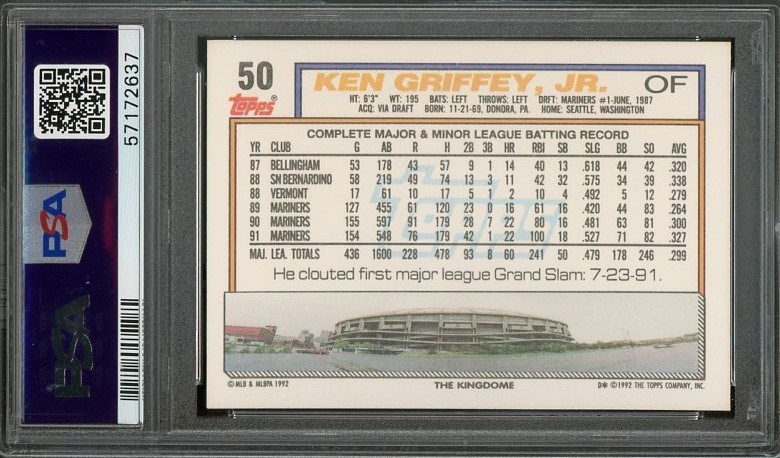 PSA
PSA
57172637
50
Topps®
KEN GRIFFEY, JR.
OF
HT: 6'3" WT: 195 BATS: LEFT THROWS: LEFT DRFT: MARINERS #1-JUNE, 1987
ACQ: VIA DRAFT BORN: 11-21-69, DONORA, PA. HOME: SEATTLE, WASHINGTON
COMPLETE MAJOR & MINOR LEAGUE BATTING RECORD
YR CLUB G AB R H 2B 3B HR RBI SB SLG BB SO AVG
87 BELLINGHAM 53 178 43 57 9 1 14 40 13 .618 44 42 .320
88 SN BERNARDINO 58 219 49 74 13 3 11 42 32 .575 34 39 .338
88 VERMONT 17 61 10 17 5 1 2 10 4 .492 5 12 .279
89 MARINERS 127 455 61 120 23 0 16 61 16 .420 44 83 .264
90 MARINERS 155 597 91 179 28 7 22 80 16 .481 63 81 .300
91 MARINERS 154 548 76 179 42 1 22 100 18 .527 71 82 .327
MAJ. LEA. TOTALS 436 1600 228 478 93 8 60 241 50 .479 178 246 .299
Topps
He clouted first major league Grand Slam: 7-23-91.
© MLB & MLBPA 1992
THE KINGDOME
D* © 1992 THE TOPPS COMPANY, INC.